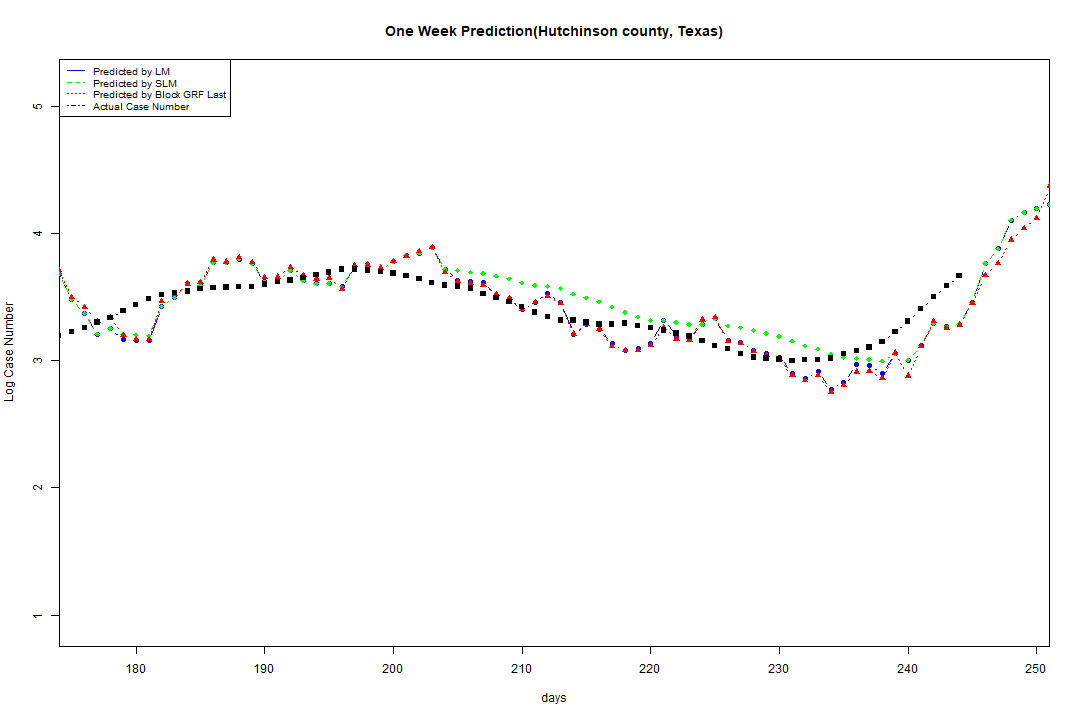 One Week Prediction(Hutchinson county, Texas)
Predicted by LM
Predicted by SLM
Predicted by Block GRF Last
Actual Case Number
5
4
3
2
1
Log Case Number
180 190 200 210 220 230 240 250
days